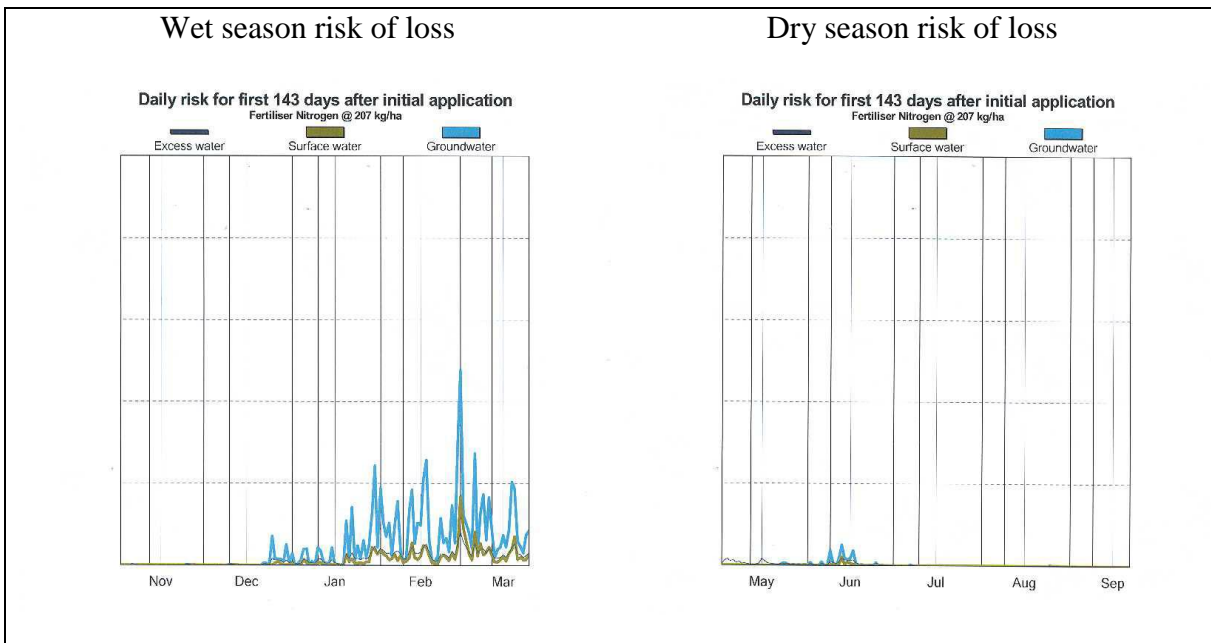 Wet season risk of loss
Daily risk for first 143 days after initial application
Fertiliser Nitrogen @ 207 kg/ha
Excess water Surface water Groundwater
Nov Dec Jan Feb Mar
Dry season risk of loss
Daily risk for first 143 days after initial application
Fertiliser Nitrogen @ 207 kg/ha
Excess water Surface water Groundwater
May Jun Jul Aug Sep